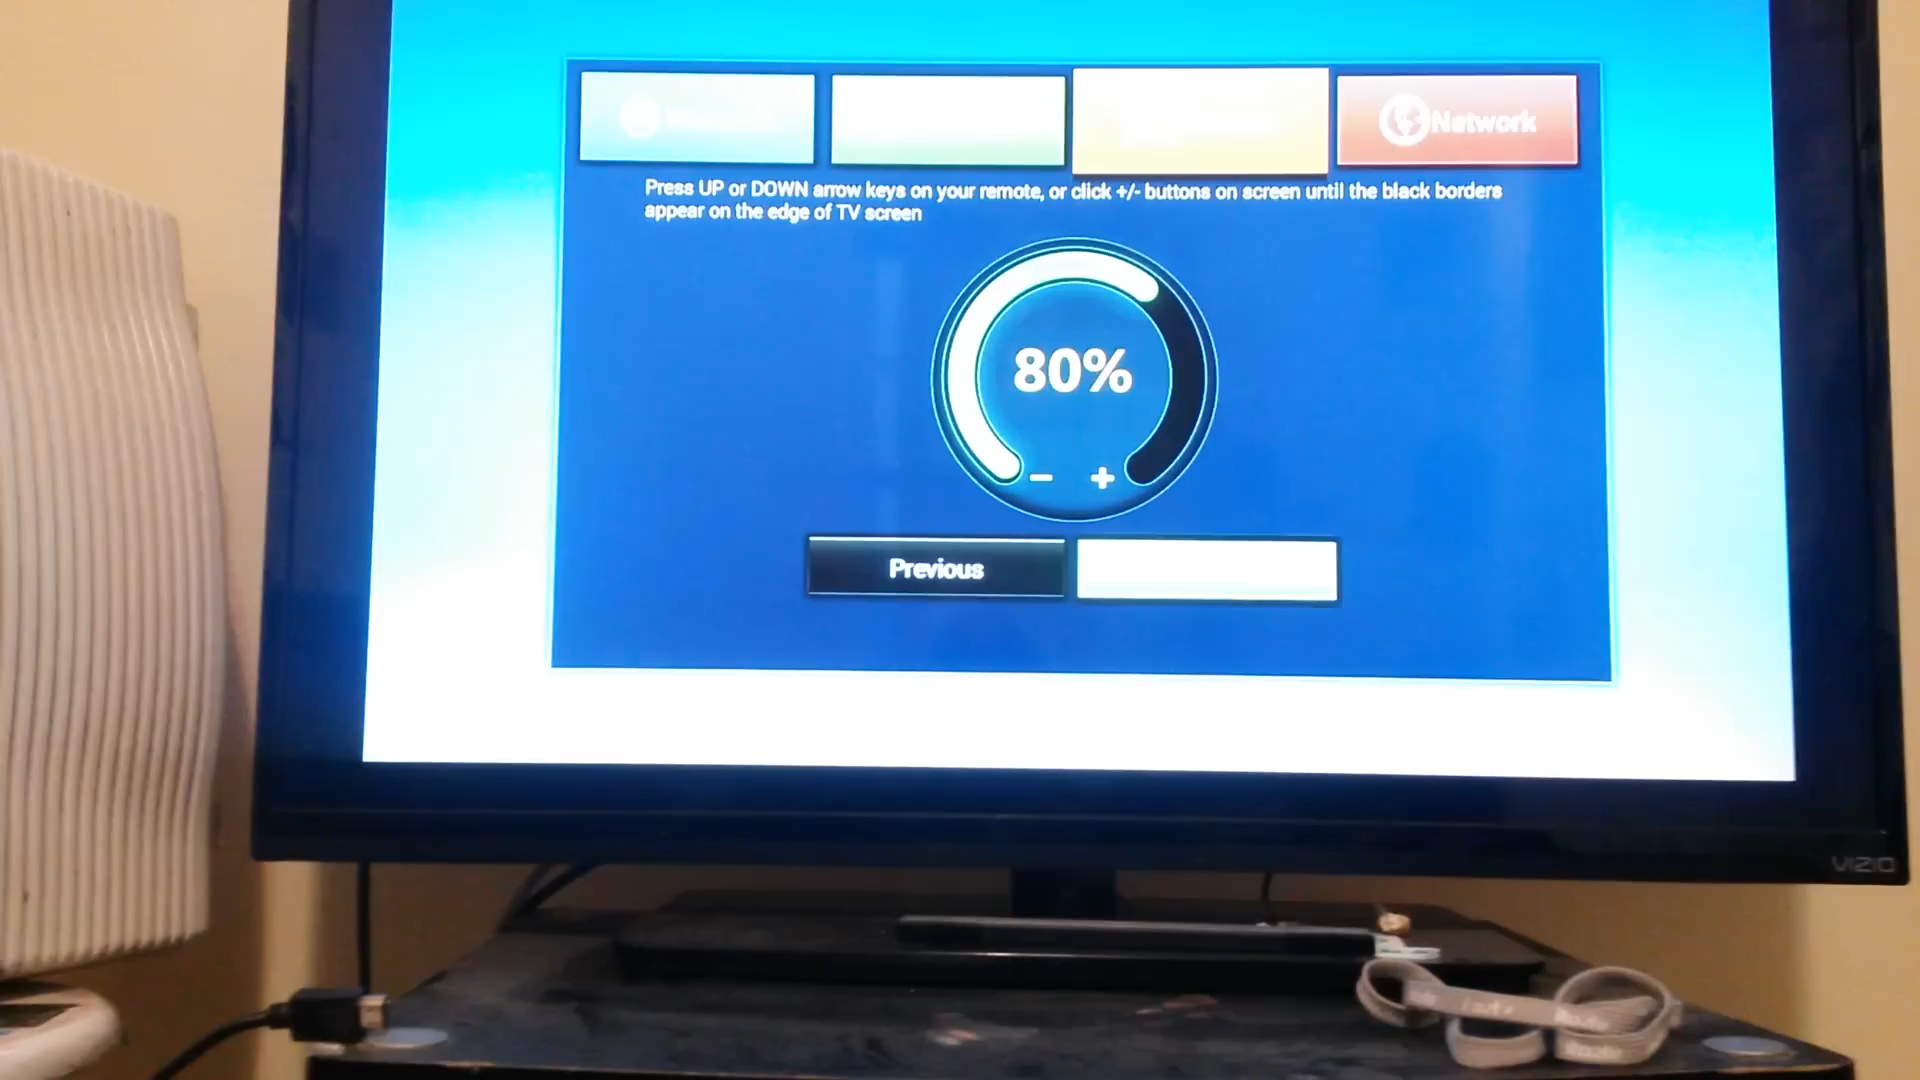 Network
Press UP or DOWN arrow keys on your remote, or click +/- buttons on screen until the black borders
appear on the edge of TV screen
80%
- +
Previous
VIZIO